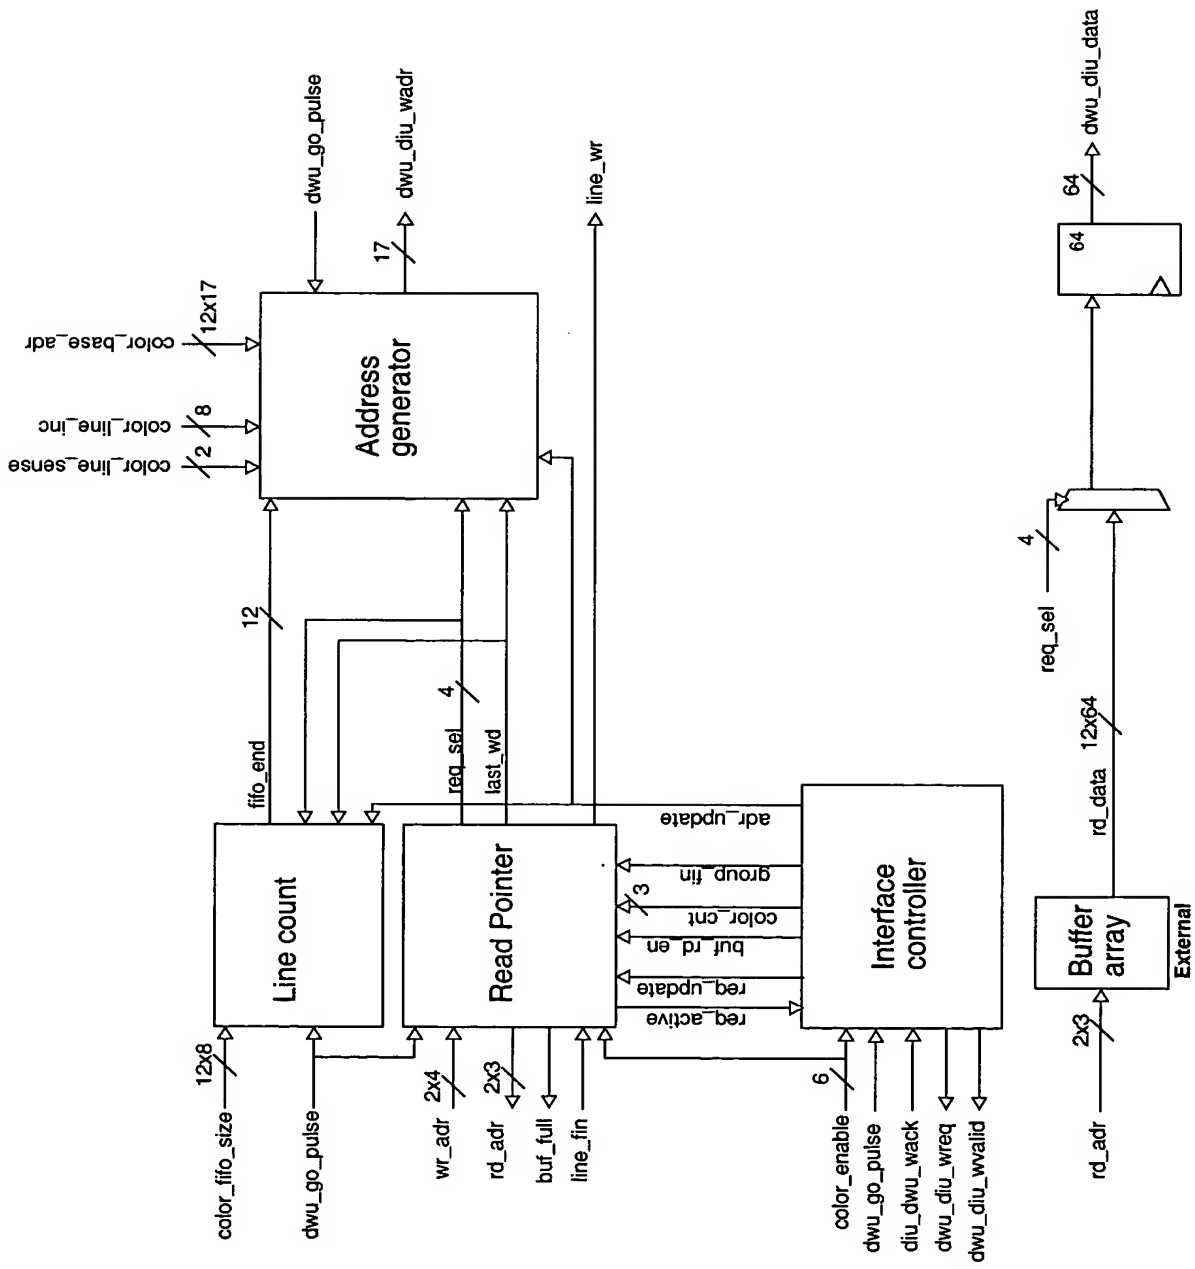 color_fifo_size
12x8
dwu_go_pulse
Line count
fifo_end
12
color_line_sense
2
color_line_inc
8
color_base_adr
12x17
dwu_go_pulse
Address
generator
17
dwu_diu_wadr
wr_adr
2x4
rd_adr
2x3
buf_full
line_fin
Read Pointer
req_sel
4
last_wd
line_wr
req_active
req_update
buf_rd_en
color_cnt
3
group_fin
adr_update
color_enable
6
dwu_go_pulse
diu_dwu_wack
dwu_diu_wreq
dwu_diu_wvalid
Interface
controller
rd_adr
2x3
Buffer
array
External
rd_data
12x64
req_sel
4
64
64
dwu_diu_data